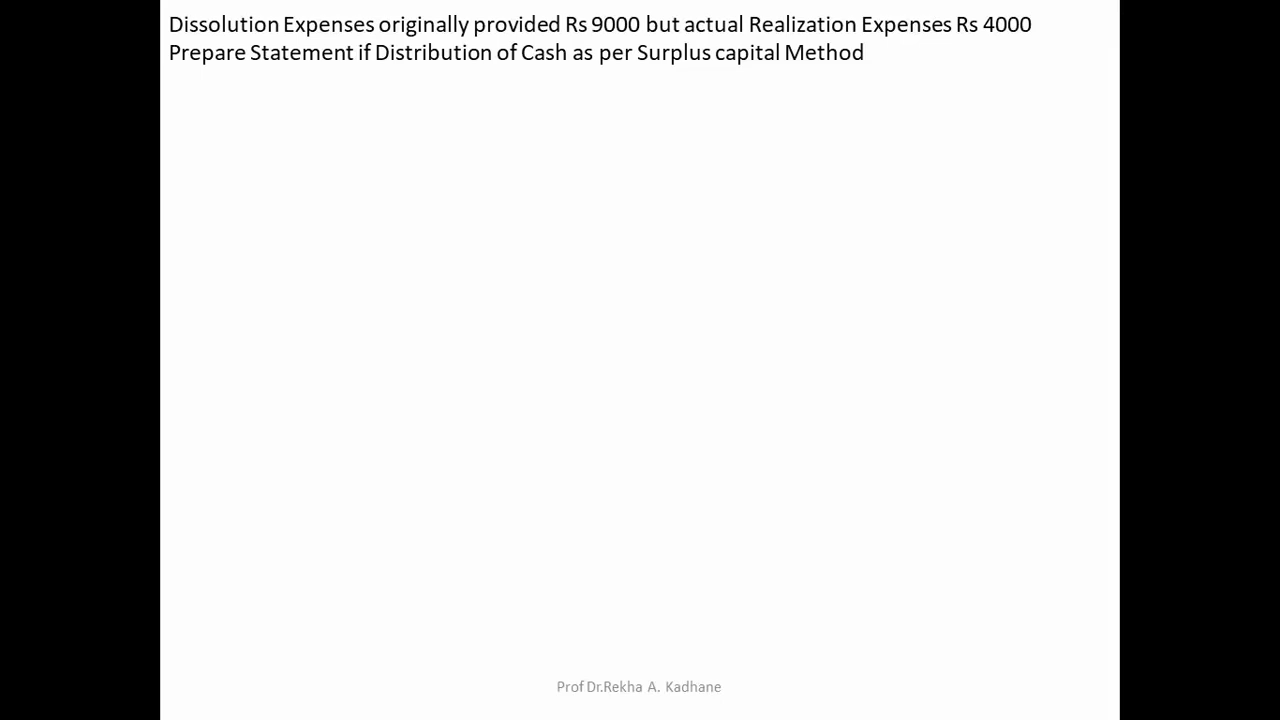 Dissolution Expenses originally provided Rs 9000 but actual Realization Expenses Rs 4000
Prepare Statement if Distribution of Cash as per Surplus capital Method
Prof Dr.Rekha A. Kadhane